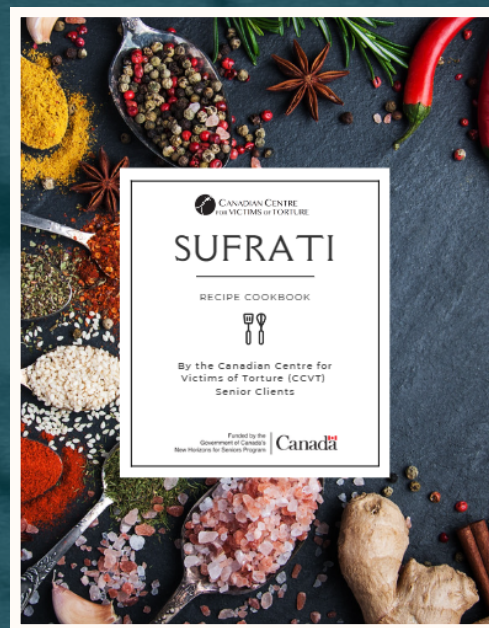 CANADIAN CENTRE
FOR VICTIMS OF TORTURE
SUFRATI
RECIPE COOKBOOK
By the Canadian Centre for
Victims of Torture (CCVT)
Senior Clients
Funded by the
Government of Canada's
New Horizons for Seniors Program
Canada